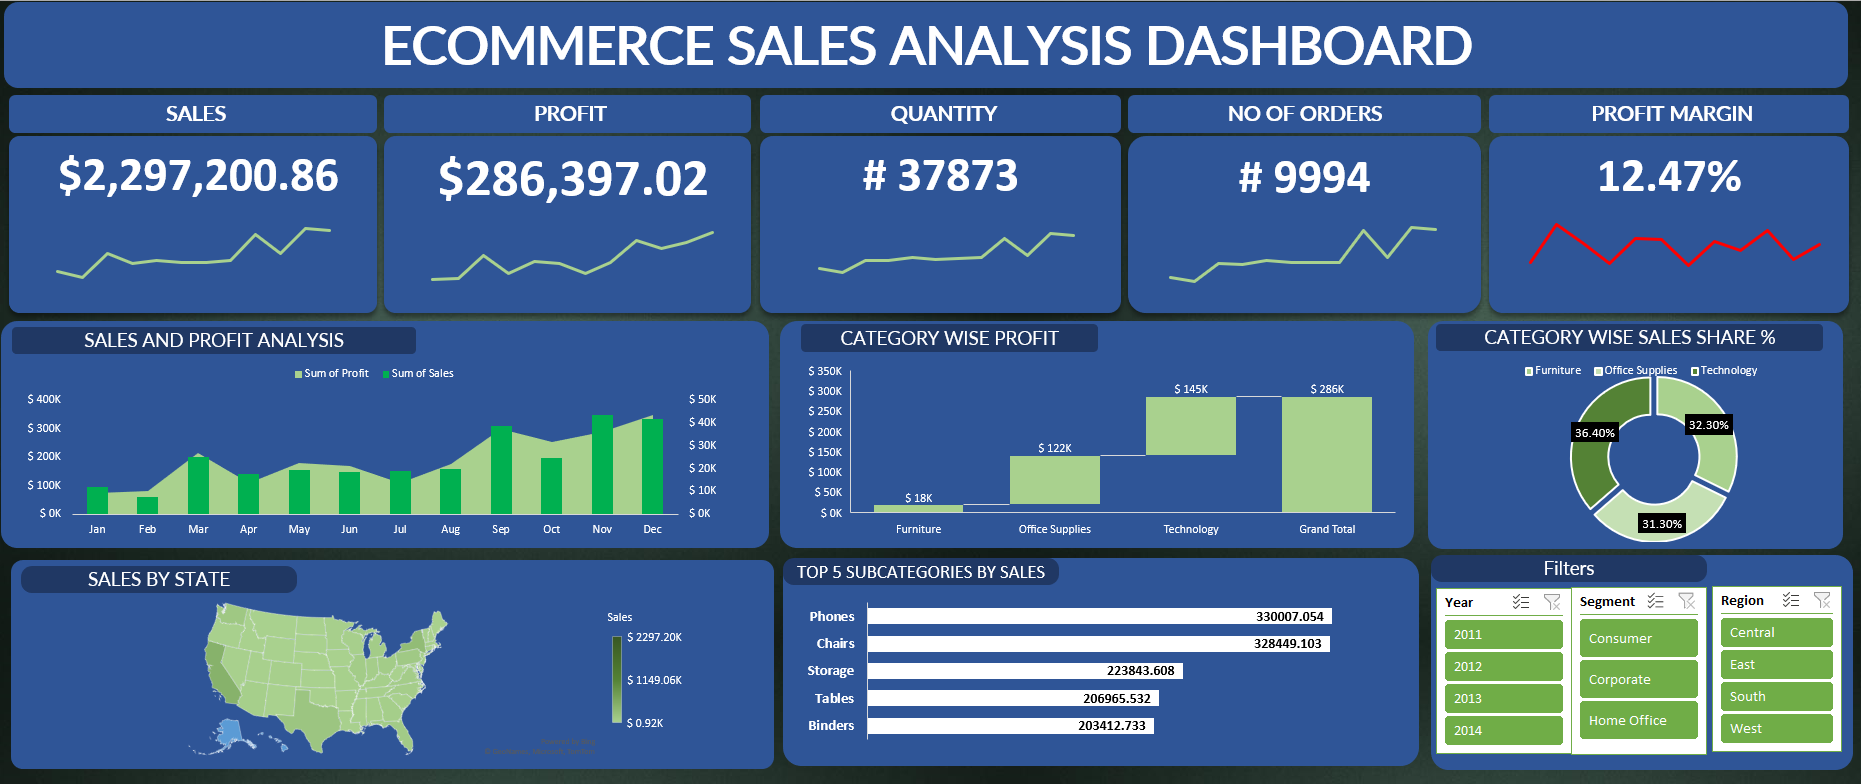 ECOMMERCE SALES ANALYSIS DASHBOARD
SALES
PROFIT
QUANTITY
NO OF ORDERS
PROFIT MARGIN
$2,297,200.86
$286,397.02
# 37873
# 9994
12.47%
SALES AND PROFIT ANALYSIS
Sum of Profit
Sum of Sales
$ 400K
$ 300K
$ 200K
$ 100K
$ 0K
$ 50K
$ 40K
$ 30K
$ 20K
$ 10K
$ 0K
Jan Feb Mar Apr May Jun Jul Aug Sep Oct Nov Dec
CATEGORY WISE PROFIT
$ 350K
$ 300K
$ 250K
$ 200K
$ 150K
$ 100K
$ 50K
$ 0K
$ 18K
$ 122K
$ 145K
$ 286K
Furniture Office Supplies Technology Grand Total
CATEGORY WISE SALES SHARE %
Furniture Office Supplies Technology
36.40%
32.30%
31.30%
SALES BY STATE
Sales
$ 2297.20K
$ 1149.06K
$ 0.92K
TOP 5 SUBCATEGORIES BY SALES
Phones 330007.054
Chairs 328449.103
Storage 223843.608
Tables 206965.532
Binders 203412.733
Filters
Year
2011
2012
2013
2014
Segment
Consumer
Corporate
Home Office
Region
Central
East
South
West